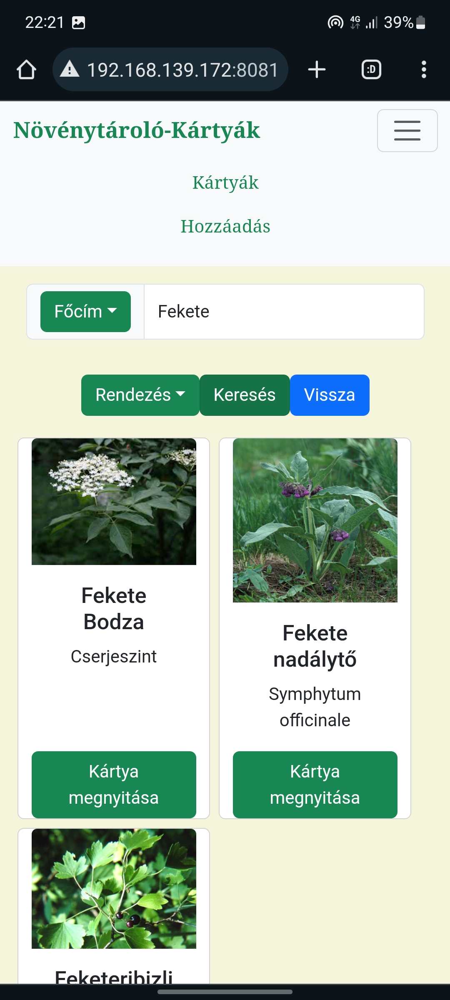 22:21
4G
39%
192.168.139.172:8081
:D
Növénytároló-Kártyák
Kártyák
Hozzáadás
Főcím
Fekete
Rendezés
Keresés
Vissza
Fekete
Bodza
Cserjeszint
Kártya
megnyitása
Fekete
nadálytő
Symphytum
officinale
Kártya
megnyitása
Feketeribizli